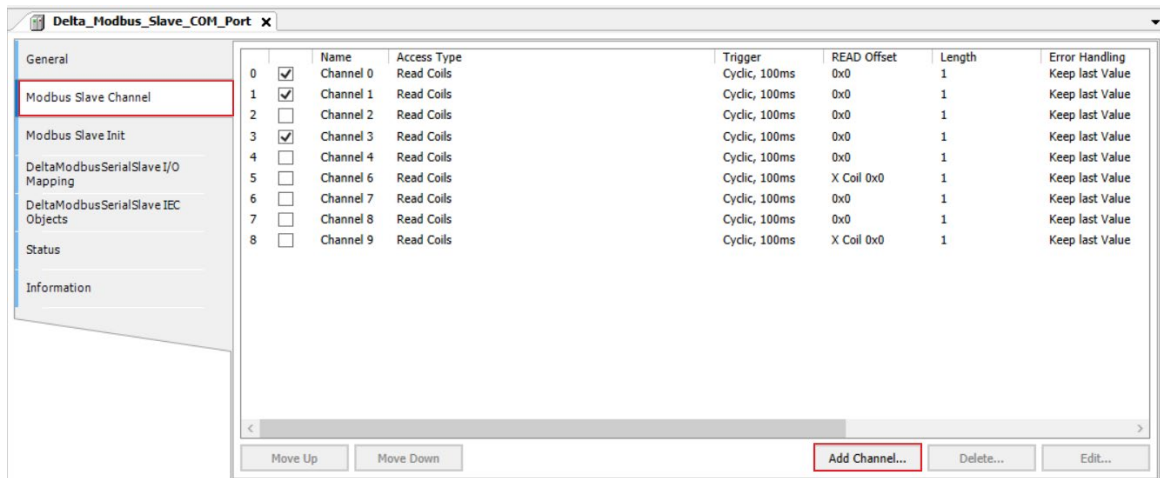 Delta_Modbus_Slave_COM_Port
General
Modbus Slave Channel
Modbus Slave Init
DeltaModbusSerialSlave I/O
Mapping
DeltaModbusSerialSlave IEC
Objects
Status
Information
Name Access Type Trigger READ Offset Length Error Handling
0 Channel 0 Read Coils Cyclic, 100ms 0x0 1 Keep last Value
1 Channel 1 Read Coils Cyclic, 100ms 0x0 1 Keep last Value
2 Channel 2 Read Coils Cyclic, 100ms 0x0 1 Keep last Value
3 Channel 3 Read Coils Cyclic, 100ms 0x0 1 Keep last Value
4 Channel 4 Read Coils Cyclic, 100ms 0x0 1 Keep last Value
5 Channel 6 Read Coils Cyclic, 100ms X Coil 0x0 1 Keep last Value
6 Channel 7 Read Coils Cyclic, 100ms 0x0 1 Keep last Value
7 Channel 8 Read Coils Cyclic, 100ms 0x0 1 Keep last Value
8 Channel 9 Read Coils Cyclic, 100ms X Coil 0x0 1 Keep last Value
Move Up Move Down Add Channel... Delete... Edit...